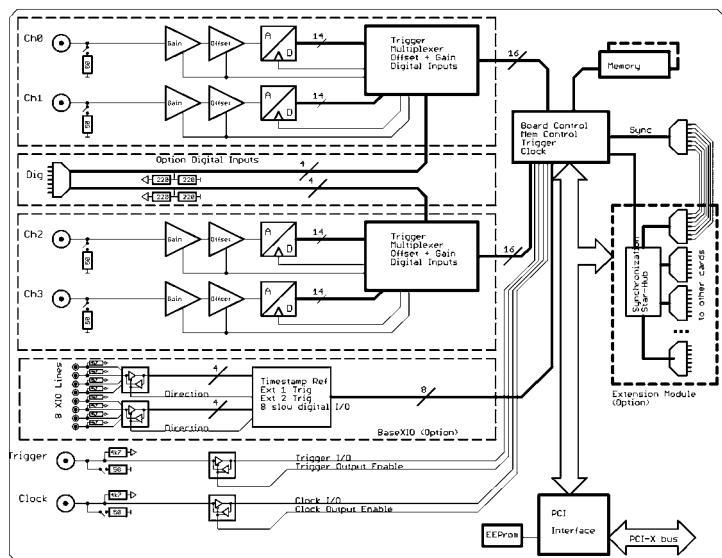 Ch0
50
Gain
Offset
A
D
14
Trigger
Multiplexer
Offset + Gain
Digital Inputs
16
Memory
Ch1
50
Gain
Offset
A
D
14
Board Control
Mem Control
Trigger
Clock
Sync
Option Digital Inputs
Dig
4
220
220
4
220
220
Ch2
50
Gain
Offset
A
D
14
Trigger
Multiplexer
Offset + Gain
Digital Inputs
16
Ch3
50
Gain
Offset
A
D
14
Synchronization
Star-Hub
to other cards
Extension Module
(Option)
8 XIO Lines
4
Direction
4
Direction
Timestamp Ref
Ext 1 Trig
Ext 2 Trig
8 slow digital I/O
8
BaseXIO (Option)
Trigger
4k7
50
Trigger I/O
Trigger Output Enable
Clock
4k7
50
Clock I/O
Clock Output Enable
EEProm
PCI
Interface
PCI-X bus